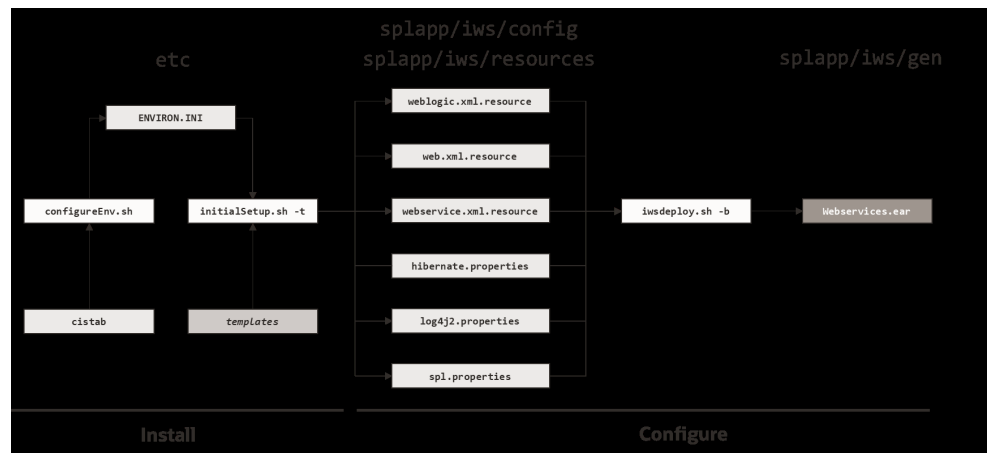 splapp/iws/config
etc
splapp/iws/resources
splapp/iws/gen
ENVIRON.INI
weblogic.xml.resource
web.xml.resource
configureEnv.sh
initialSetup.sh -t
webservice.xml.resource
iwsdeploy.sh -b
Webservices.ear
hibernate.properties
cistab
templates
log4j2.properties
spl.properties
Install
Configure